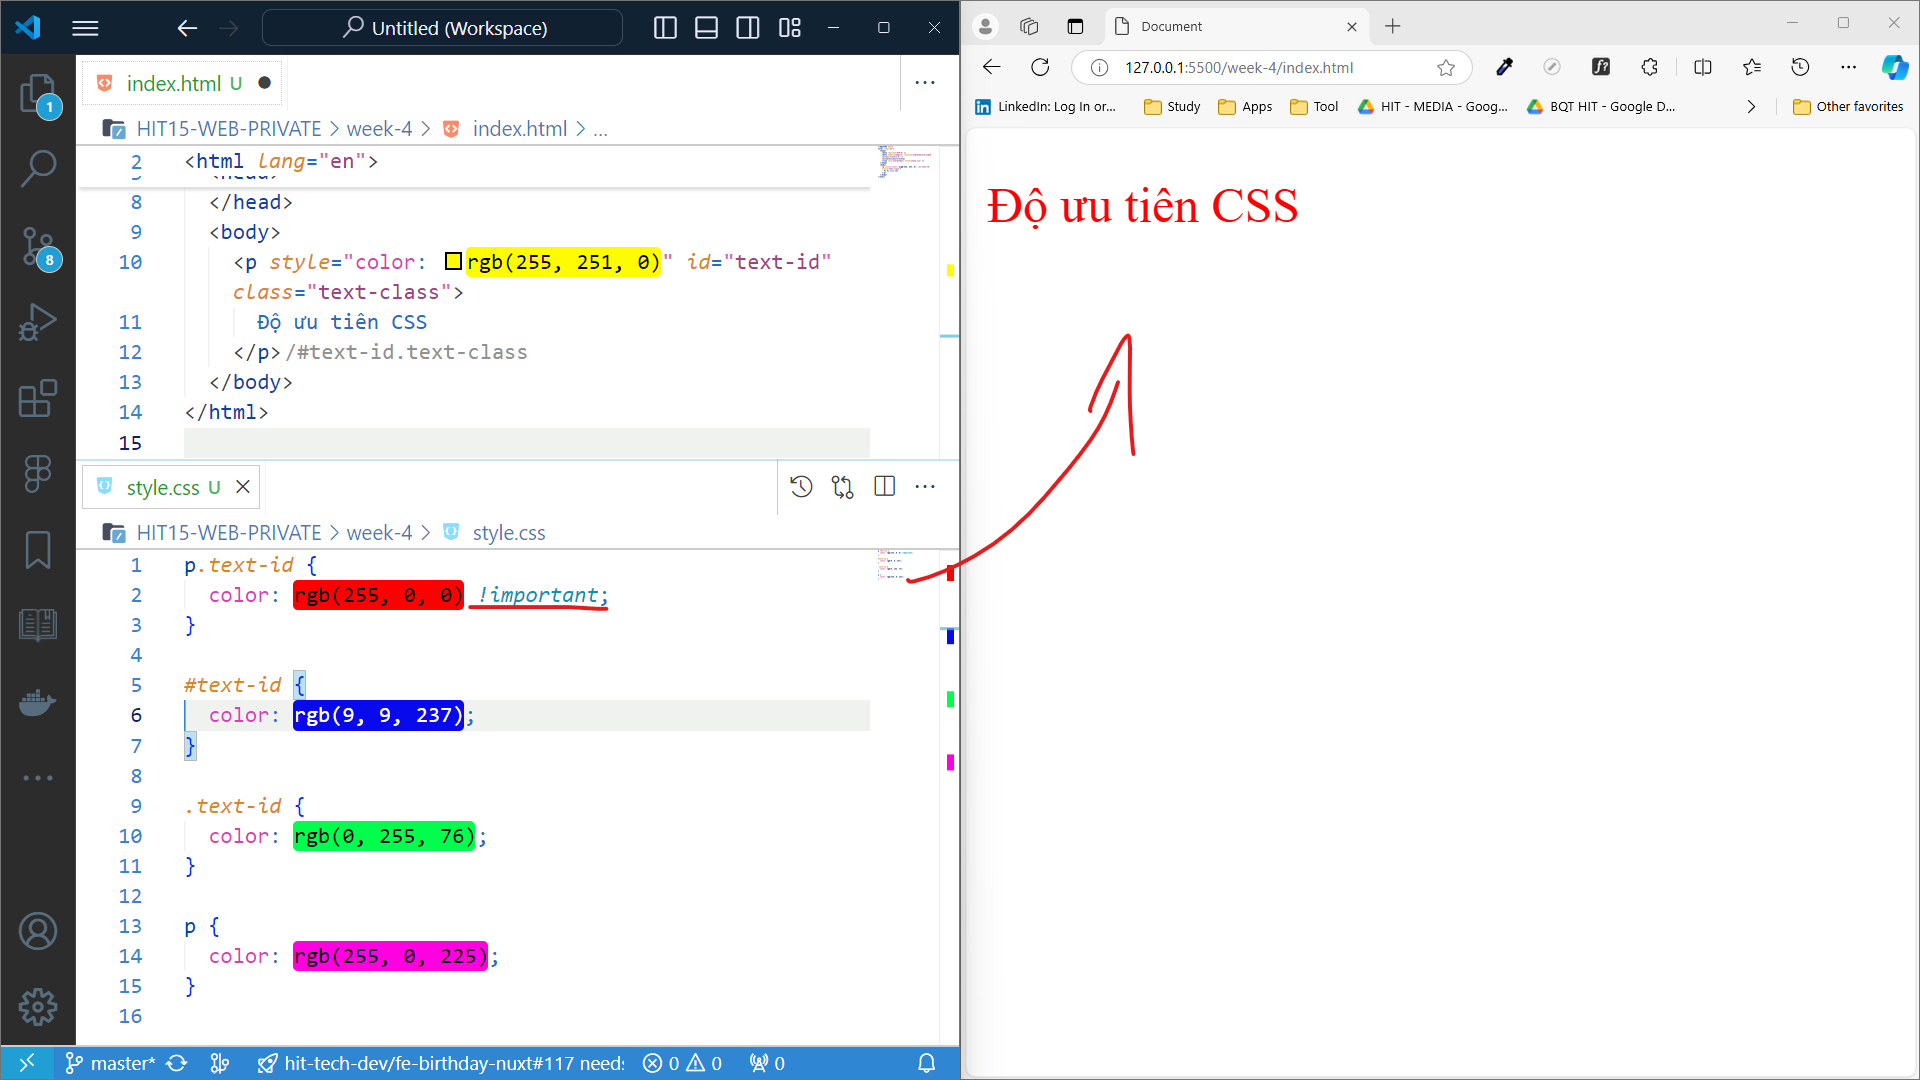 Untitled (Workspace)
index.html U
HIT15-WEB-PRIVATE > week-4 > index.html > ...
2 <html lang="en">
8 </head>
9 <body>
10 <p style="color: rgb(255, 251, 0)" id="text-id"
class="text-class">
11 Độ ưu tiên CSS
12 </p>/#text-id.text-class
13 </body>
14 </html>
15
style.css U
HIT15-WEB-PRIVATE > week-4 > style.css
1 p.text-id {
2 color: rgb(255, 0, 0) !important;
3 }
4
5 #text-id {
6 color: rgb(9, 9, 237);
7 }
8
9 .text-id {
10 color: rgb(0, 255, 76);
11 }
12
13 p {
14 color: rgb(255, 0, 225);
15 }
16
1
8
master* hit-tech-dev/fe-birthday-nuxt#117 needs 0 0 0
Document
127.0.0.1:5500/week-4/index.html
LinkedIn: Log In or... Study Apps Tool HIT - MEDIA - Goog... BQT HIT - Google D... Other favorites
Độ ưu tiên CSS